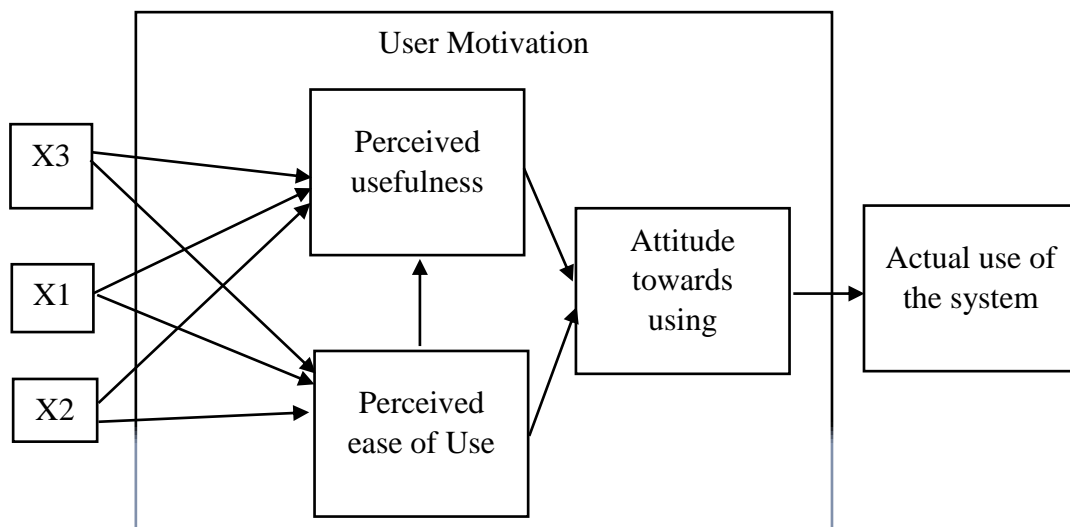 User Motivation
X3
Perceived
usefulness
X1
Attitude
towards
using
Actual use of
the system
X2
Perceived
ease of Use